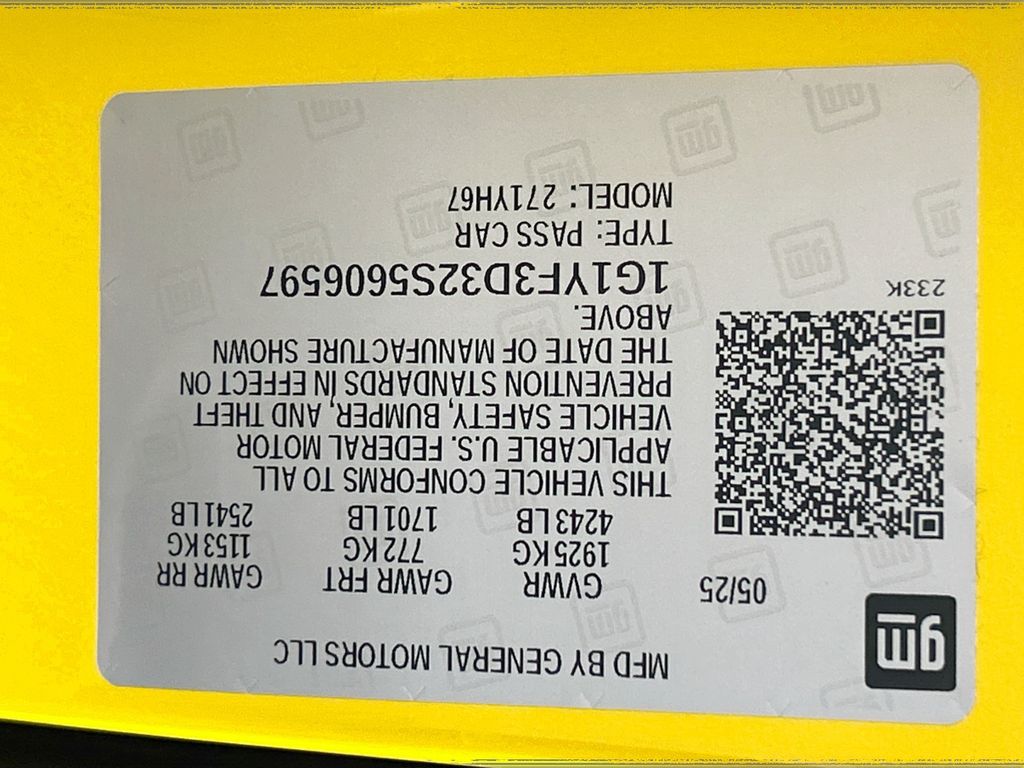 gm
MFD BY GENERAL MOTORS LLC
05/25
GVWR GAWR FRT GAWR RR
1925 KG 772 KG 1153 KG
4243 LB 1701 LB 2541 LB
THIS VEHICLE CONFORMS TO ALL
APPLICABLE U.S. FEDERAL MOTOR
VEHICLE SAFETY, BUMPER, AND THEFT
PREVENTION STANDARDS IN EFFECT ON
THE DATE OF MANUFACTURE SHOWN
ABOVE.
233K
1G1YF3D32S5606597
TYPE: PASS CAR
MODEL: 271YH67